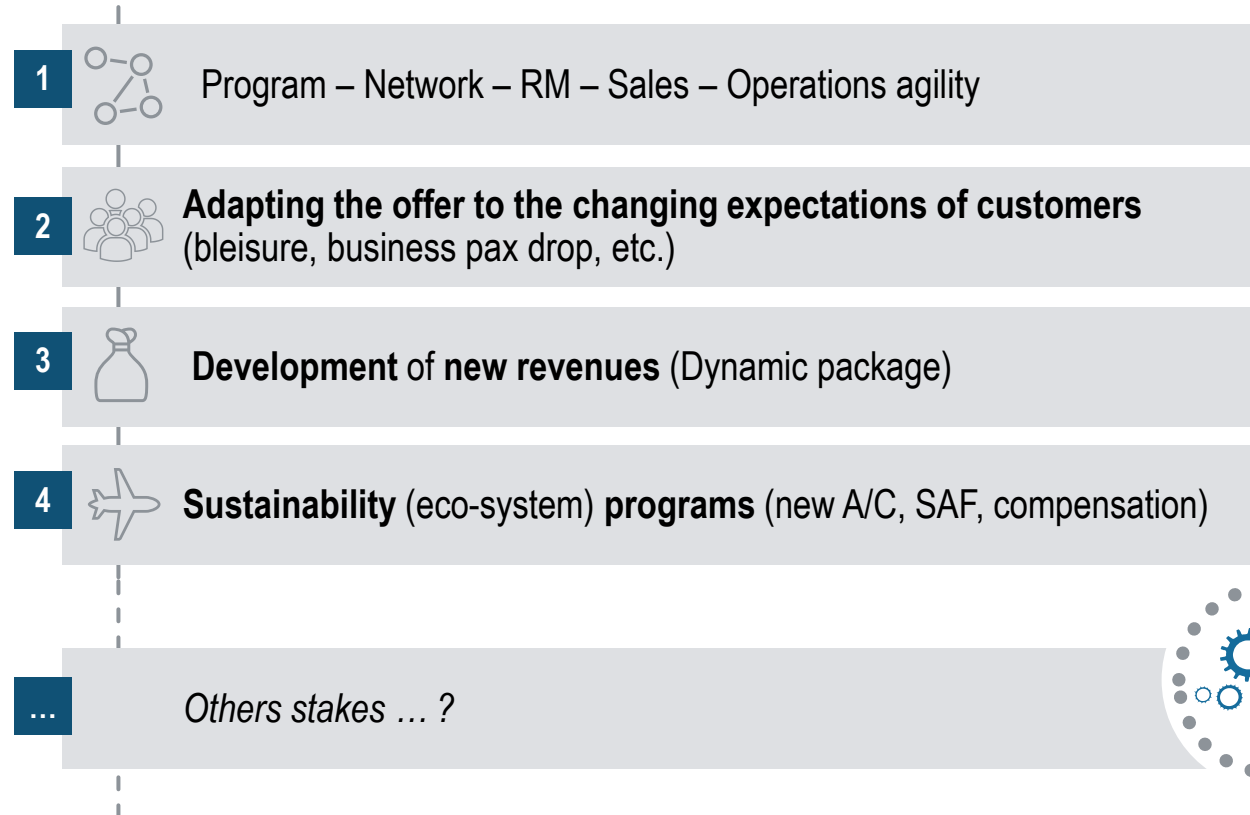 1
Program – Network – RM – Sales – Operations agility
2
Adapting the offer to the changing expectations of customers
(bleisure, business pax drop, etc.)
3
Development of new revenues (Dynamic package)
4
Sustainability (eco-system) programs (new A/C, SAF, compensation)
...
Others stakes … ?